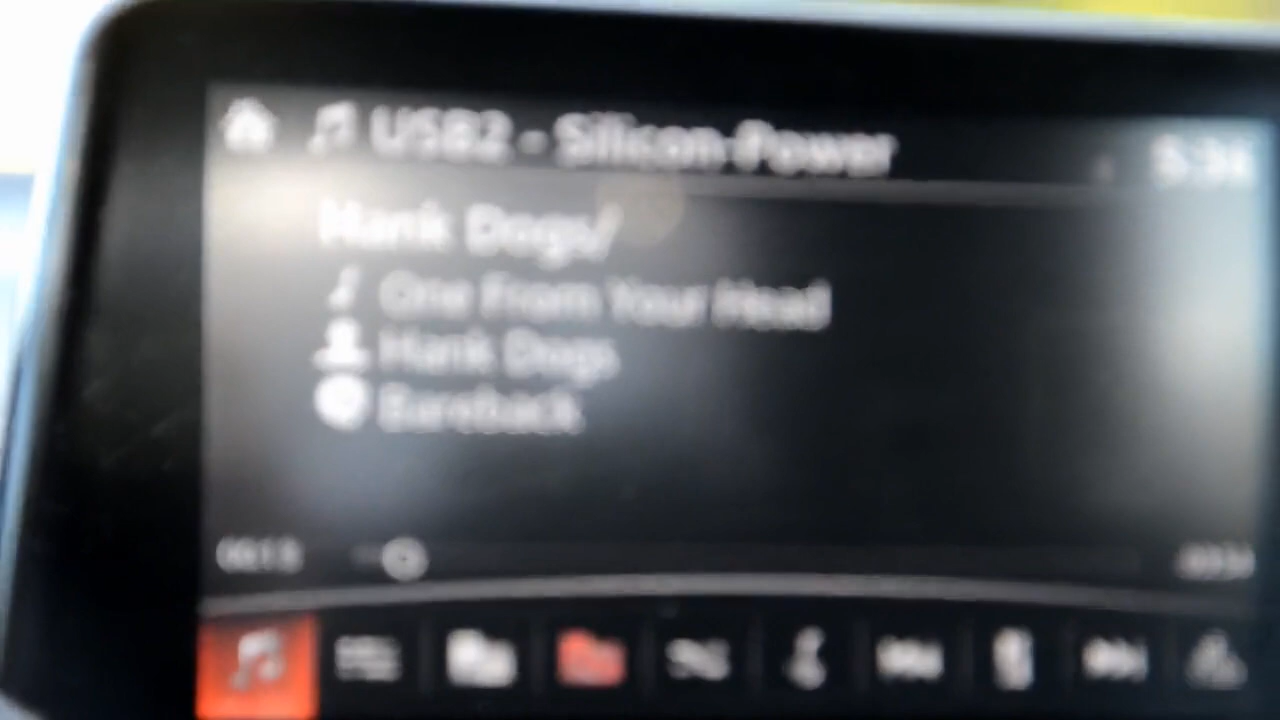 USB2 - Silicon-Power
Hank Dogs/
One From Your Head
Hank Dogs
Bareback